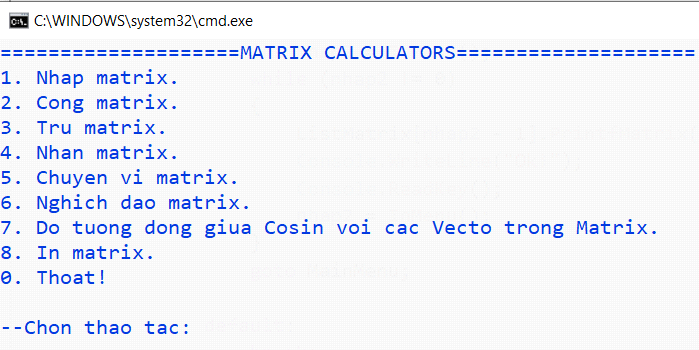 C:\WINDOWS\system32\cmd.exe
====================MATRIX CALCULATORS====================
1. Nhap matrix.
2. Cong matrix.
3. Tru matrix.
4. Nhan matrix.
5. Chuyen vi matrix.
6. Nghich dao matrix.
7. Do tuong dong giua Cosin voi cac Vecto trong Matrix.
8. In matrix.
0. Thoat!
--Chon thao tac: